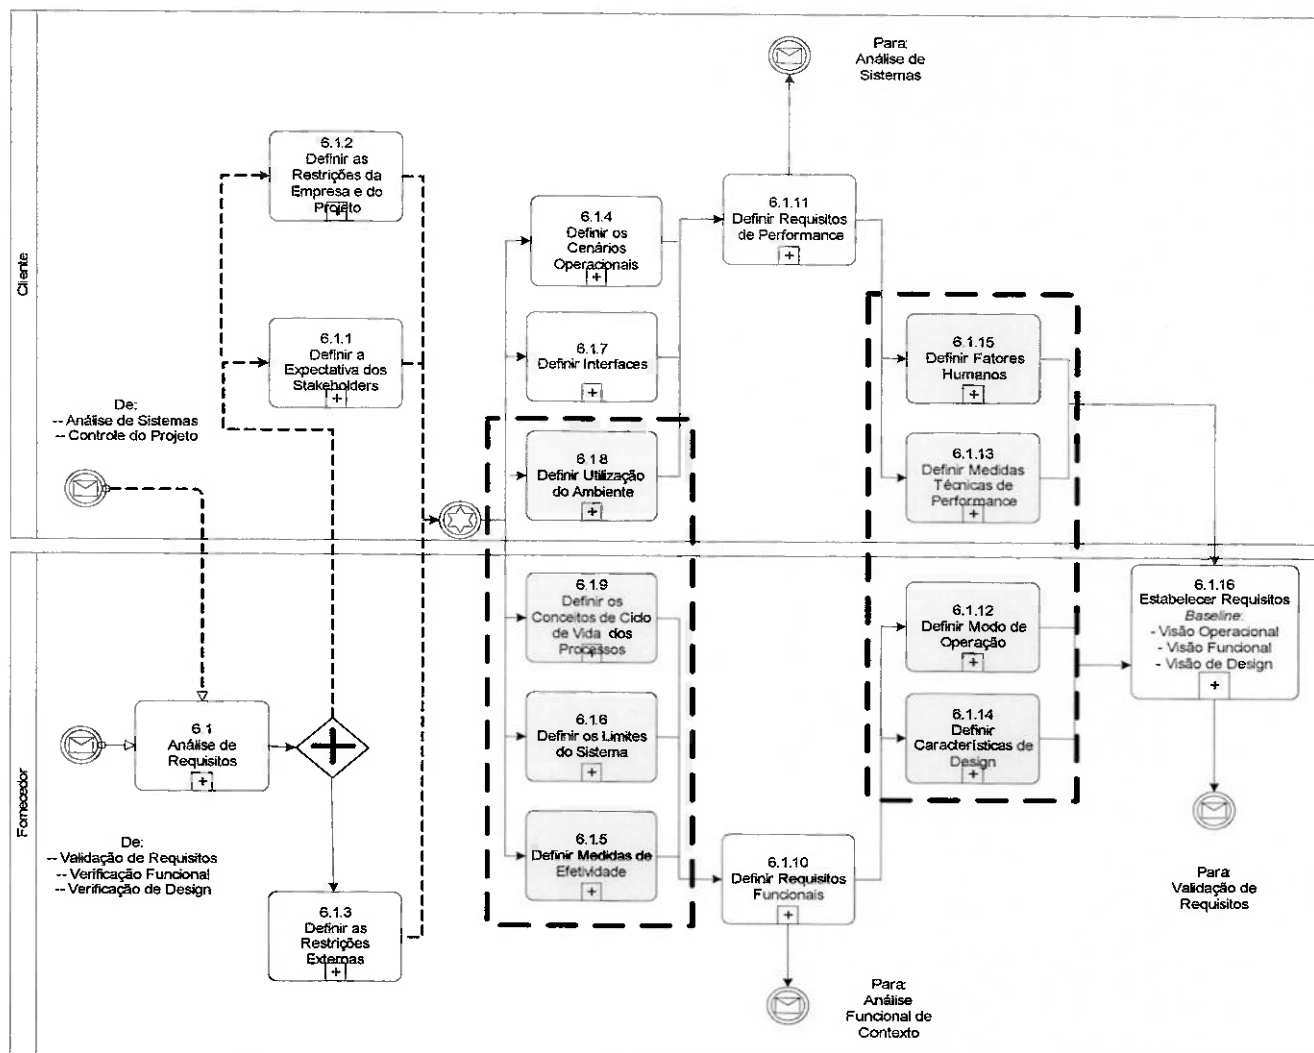 Cliente
Fornecedor
Para:
Análise de
Sistemas
6.1.2
Definir as
Restrições da
Empresa e do
Projeto
6.1.4
Definir os
Cenários
Operacionais
6.1.11
Definir Requisitos
de Performance
6.1.1
Definir a
Expectativa dos
Stakeholders
6.1.7
Definir Interfaces
6.1.15
Definir Fatores
Humanos
De:
-- Análise de Sistemas
-- Controle do Projeto
6.1.8
Definir Utilização
do Ambiente
6.1.13
Definir Medidas
Técnicas de
Performance
6.1.9
Definir os
Conceitos de Ciclo
de Vida dos
Processos
6.1.12
Definir Modo de
Operação
6.1.16
Estabelecer Requisitos
Baseline:
- Visão Operacional
- Visão Funcional
- Visão de Design
6.1
Análise de
Requisitos
6.1.6
Definir os Limites
do Sistema
6.1.14
Definir
Características de
Design
De:
-- Validação de Requisitos
-- Verificação Funcional
-- Verificação de Design
6.1.5
Definir Medidas de
Efetividade
6.1.10
Definir Requisitos
Funcionais
Para:
Validação de
Requisitos
6.1.3
Definir as
Restrições
Externas
Para:
Análise
Funcional de
Contexto